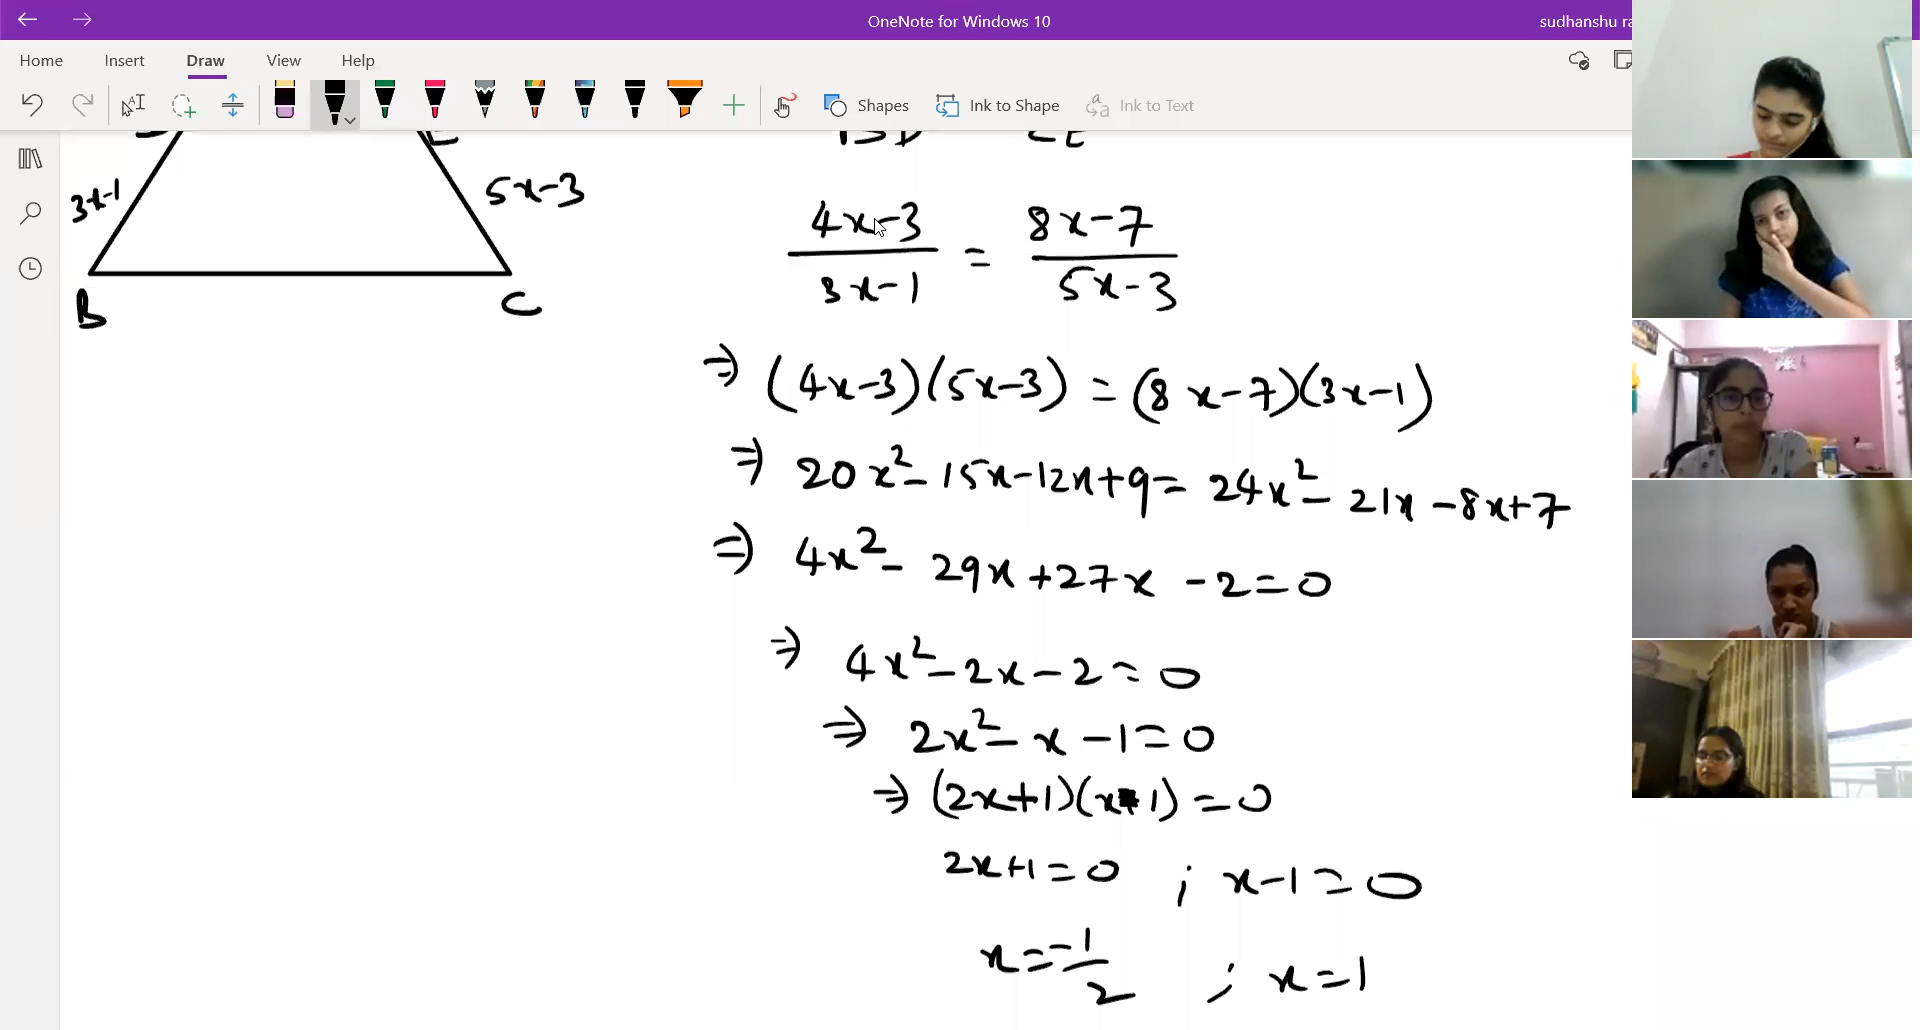 OneNote for Windows 10
sudhanshu ra
Home Insert Draw View Help
Shapes Ink to Shape Ink to Text
BD CE
3x-1
5x-3
B C
4x-3 / 3x-1 = 8x-7 / 5x-3
⇒ (4x-3)(5x-3) = (8x-7)(3x-1)
⇒ 20x² - 15x - 12x + 9 = 24x² - 21x - 8x + 7
⇒ 4x² - 29x + 27x - 2 = 0
⇒ 4x² - 2x - 2 = 0
⇒ 2x² - x - 1 = 0
⇒ (2x+1)(x-1) = 0
2x+1 = 0 ; x-1 = 0
x = -1/2 ; x = 1